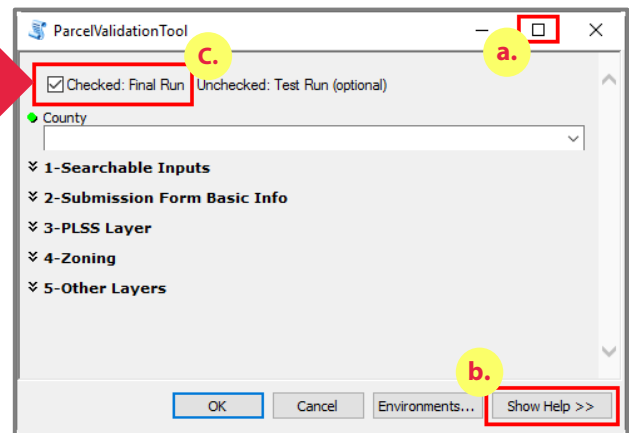 ParcelValidationTool
a.
C.
Checked: Final Run Unchecked: Test Run (optional)
County
1-Searchable Inputs
2-Submission Form Basic Info
3-PLSS Layer
4-Zoning
5-Other Layers
b.
OK Cancel Environments... Show Help >>